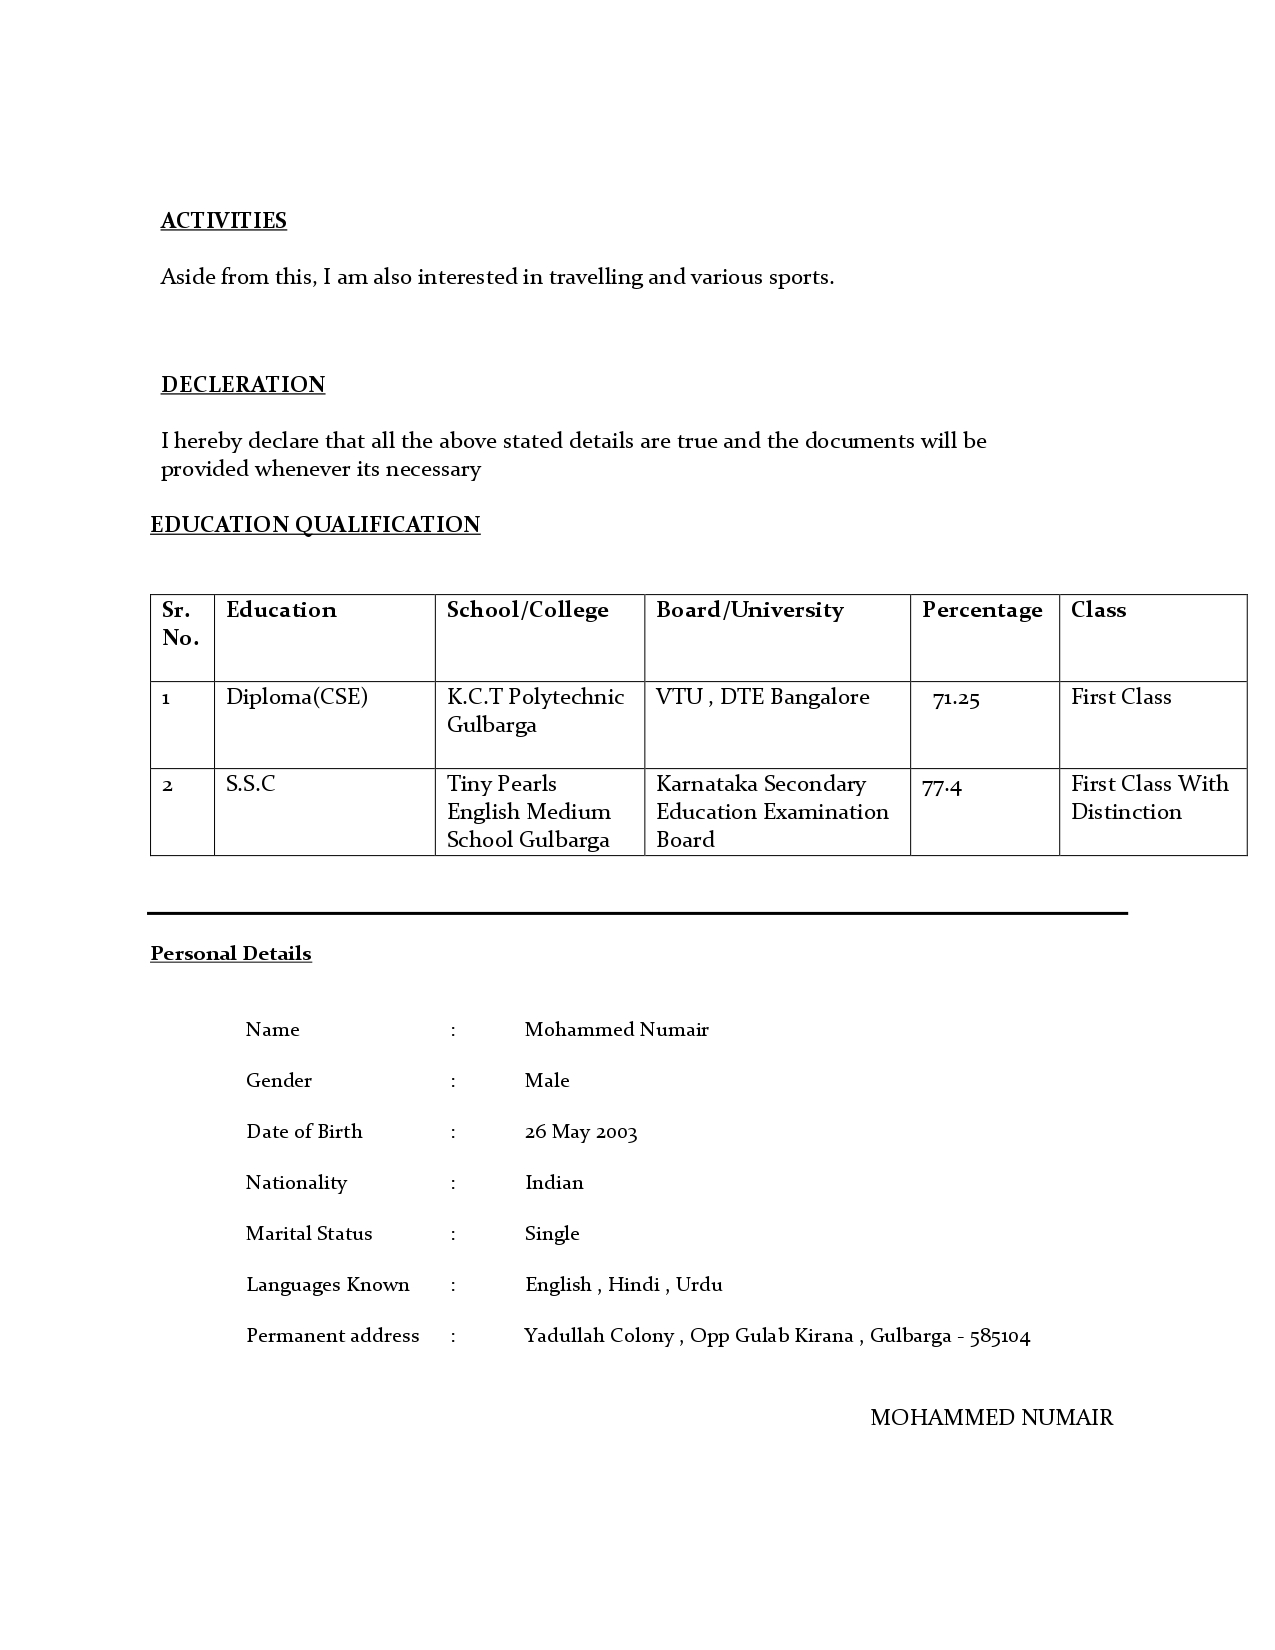 ACTIVITIES
Aside from this, I am also interested in travelling and various sports.
DECLERATION
I hereby declare that all the above stated details are true and the documents will be
provided whenever its necessary
EDUCATION QUALIFICATION
Sr. No. Education School/College Board/University Percentage Class
1 Diploma(CSE) K.C.T Polytechnic Gulbarga VTU , DTE Bangalore 71.25 First Class
2 S.S.C Tiny Pearls English Medium School Gulbarga Karnataka Secondary Education Examination Board 77.4 First Class With Distinction
Personal Details
Name : Mohammed Numair
Gender : Male
Date of Birth : 26 May 2003
Nationality : Indian
Marital Status : Single
Languages Known : English , Hindi , Urdu
Permanent address : Yadullah Colony , Opp Gulab Kirana , Gulbarga - 585104
MOHAMMED NUMAIR